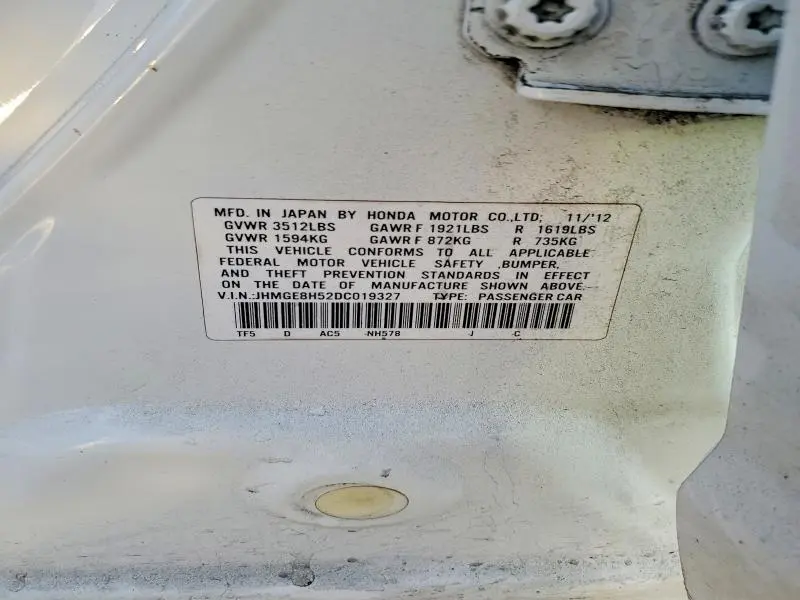 MFD. IN JAPAN BY HONDA MOTOR CO.,LTD; 11/'12
GVWR 3512LBS GAWR F 1921LBS R 1619LBS
GVWR 1594KG GAWR F 872KG R 735KG
THIS VEHICLE CONFORMS TO ALL APPLICABLE
FEDERAL MOTOR VEHICLE SAFETY ,BUMPER,
AND THEFT PREVENTION STANDARDS IN EFFECT
ON THE DATE OF MANUFACTURE SHOWN ABOVE.
V.I.N.:JHMGE8H52DC019327 TYPE: PASSENGER CAR
TF5 D AC5 -NH578 -J -C